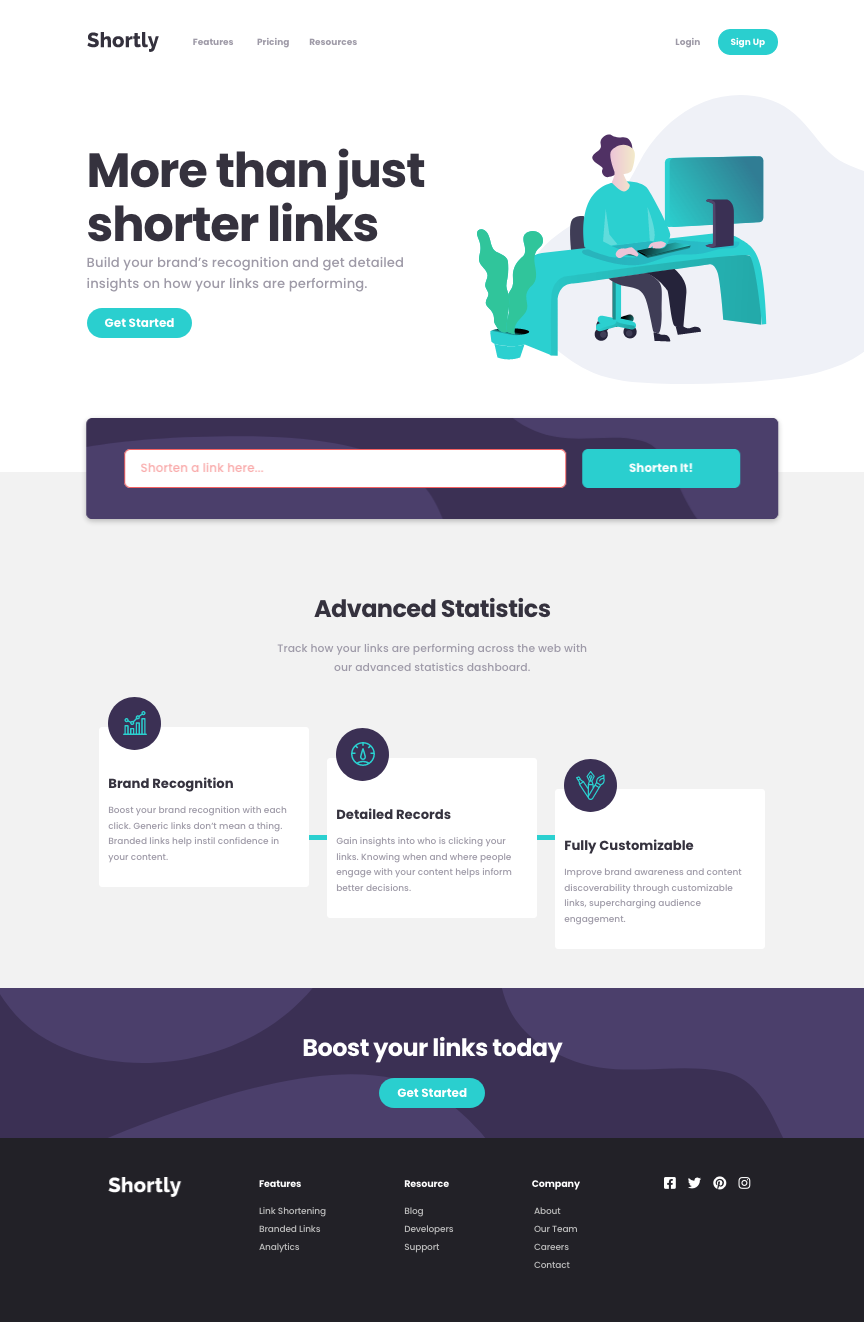 Shortly
Features
Pricing
Resources
Login
Sign Up
More than just
shorter links
Build your brand’s recognition and get detailed
insights on how your links are performing.
Get Started
Shorten a link here...
Shorten It!
Advanced Statistics
Track how your links are performing across the web with
our advanced statistics dashboard.
Brand Recognition
Boost your brand recognition with each
click. Generic links don’t mean a thing.
Branded links help instil confidence in
your content.
Detailed Records
Gain insights into who is clicking your
links. Knowing when and where people
engage with your content helps inform
better decisions.
Fully Customizable
Improve brand awareness and content
discoverability through customizable
links, supercharging audience
engagement.
Boost your links today
Get Started
Shortly
Features
Link Shortening
Branded Links
Analytics
Resource
Blog
Developers
Support
Company
About
Our Team
Careers
Contact